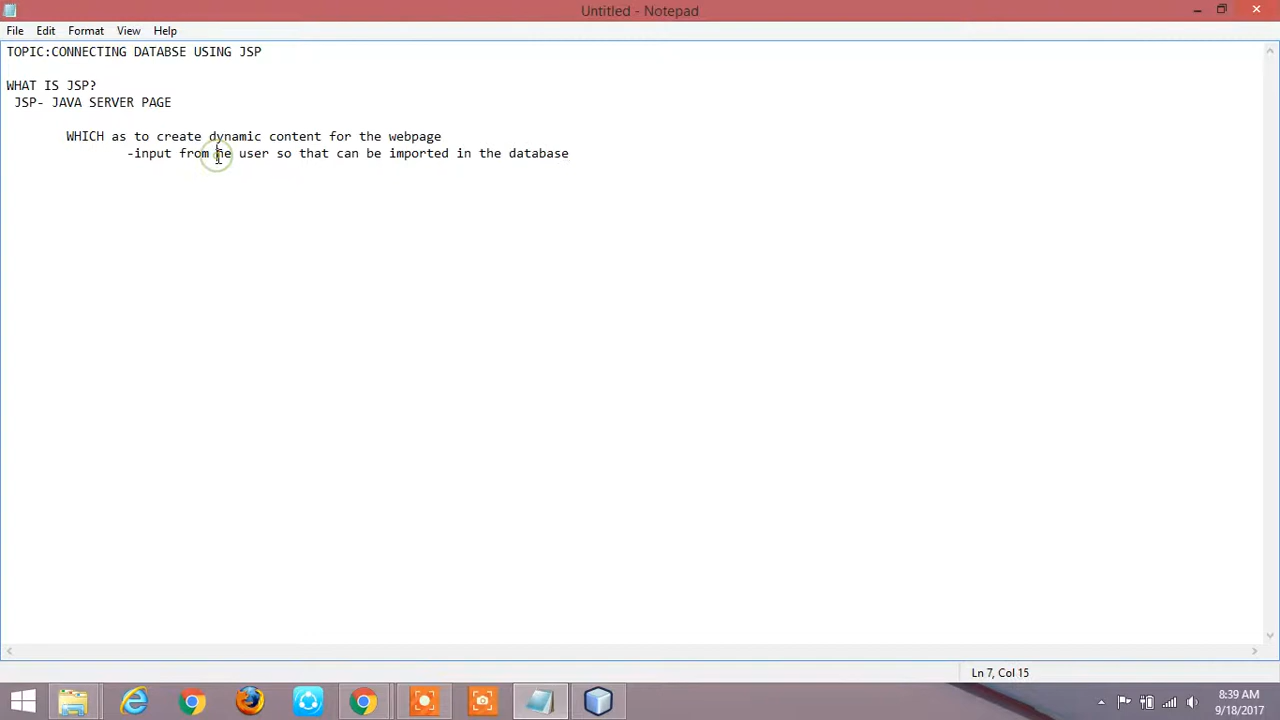 Untitled - Notepad
File Edit Format View Help
TOPIC:CONNECTING DATABSE USING JSP
WHAT IS JSP?
JSP- JAVA SERVER PAGE
WHICH as to create dynamic content for the webpage
-input from he user so that can be imported in the database
Ln 7, Col 15
8:39 AM
9/18/2017